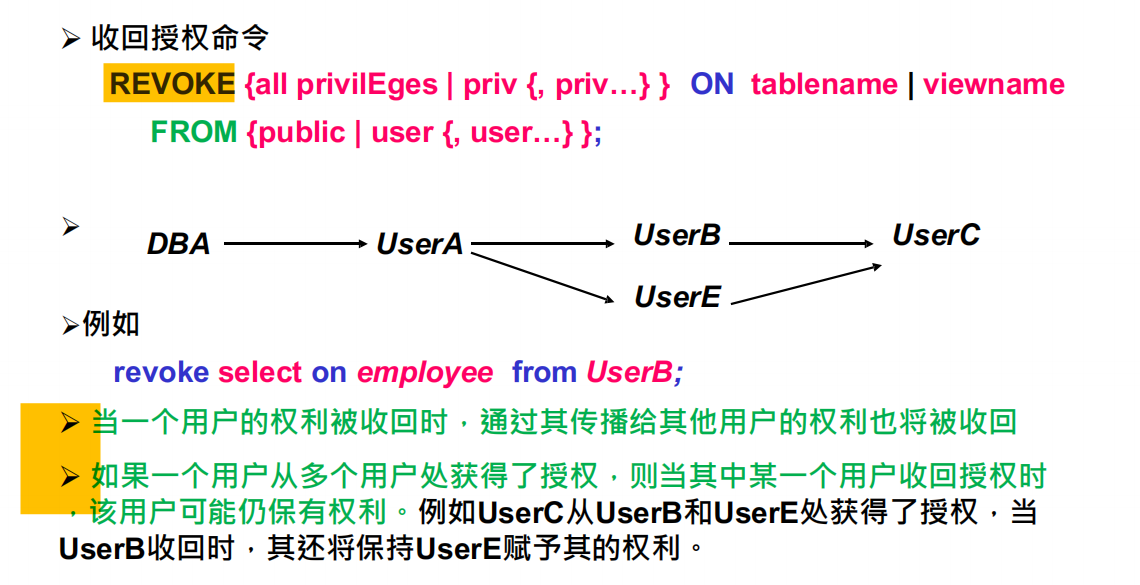 ➢ 收回授权命令
REVOKE {all privilEges | priv {, priv…} } ON tablename | viewname
FROM {public | user {, user…} };
➢
DBA UserA UserB UserC
UserE
➢例如
revoke select on employee from UserB;
➢ 当一个用户的权利被收回时，通过其传播给其他用户的权利也将被收回
➢ 如果一个用户从多个用户处获得了授权，则当其中某一个用户收回授权时
，该用户可能仍保有权利。例如UserC从UserB和UserE处获得了授权，当
UserB收回时，其还将保持UserE赋予其的权利。